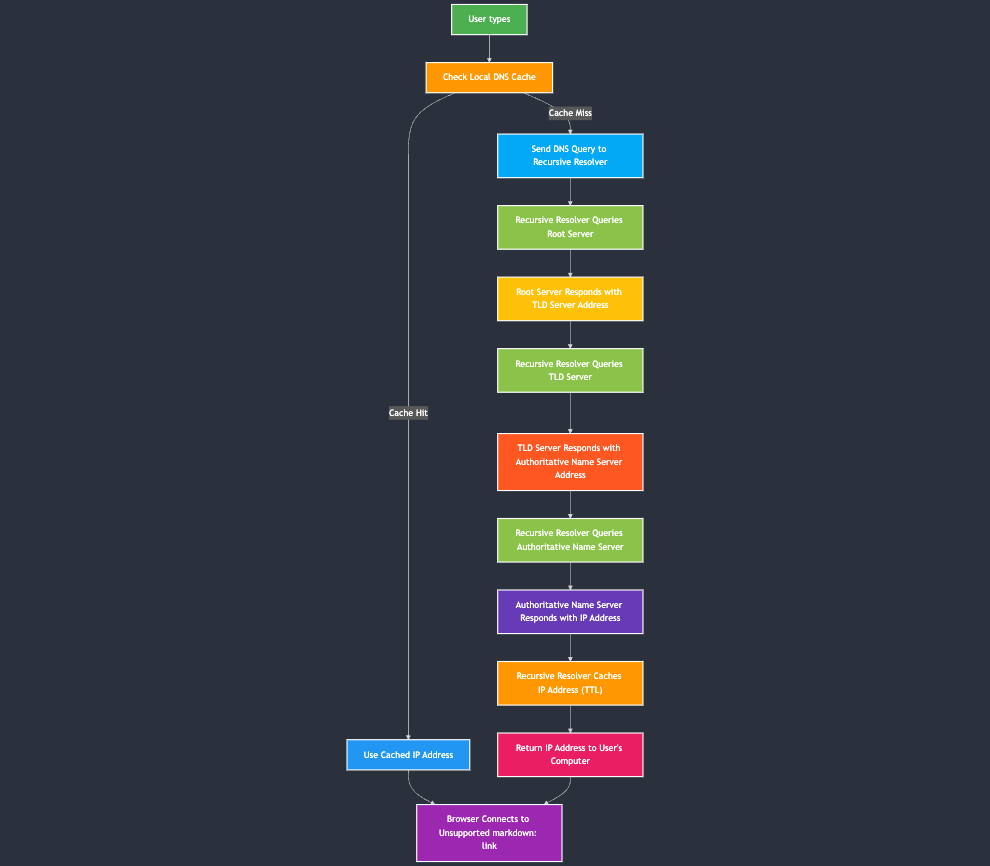 User types
Check Local DNS Cache
Cache Miss
Send DNS Query to
Recursive Resolver
Recursive Resolver Queries
Root Server
Root Server Responds with
TLD Server Address
Recursive Resolver Queries
TLD Server
Cache Hit
TLD Server Responds with
Authoritative Name Server
Address
Recursive Resolver Queries
Authoritative Name Server
Authoritative Name Server
Responds with IP Address
Recursive Resolver Caches
IP Address (TTL)
Use Cached IP Address
Return IP Address to User's
Computer
Browser Connects to
Unsupported markdown:
link